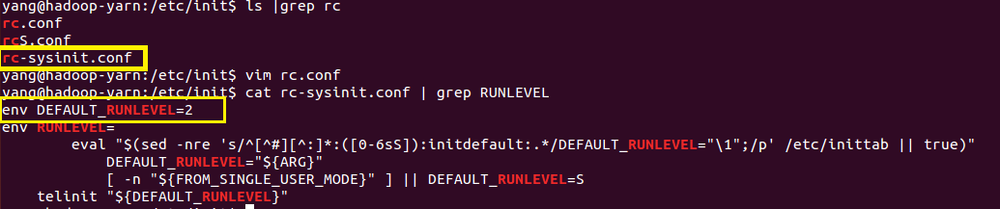 yang@hadoop-yarn:/etc/init$ ls |grep rc
rc.conf
rcS.conf
rc-sysinit.conf
yang@hadoop-yarn:/etc/init$ vim rc.conf
yang@hadoop-yarn:/etc/init$ cat rc-sysinit.conf | grep RUNLEVEL
env DEFAULT_RUNLEVEL=2
env RUNLEVEL=
eval "$(sed -nre 's/^[^#][^:]*:([0-6sS]):initdefault:.*/DEFAULT_RUNLEVEL="\1";/p' /etc/inittab || true)"
DEFAULT_RUNLEVEL="${ARG}"
[ -n "${FROM_SINGLE_USER_MODE}" ] || DEFAULT_RUNLEVEL=S
telinit "${DEFAULT_RUNLEVEL}"